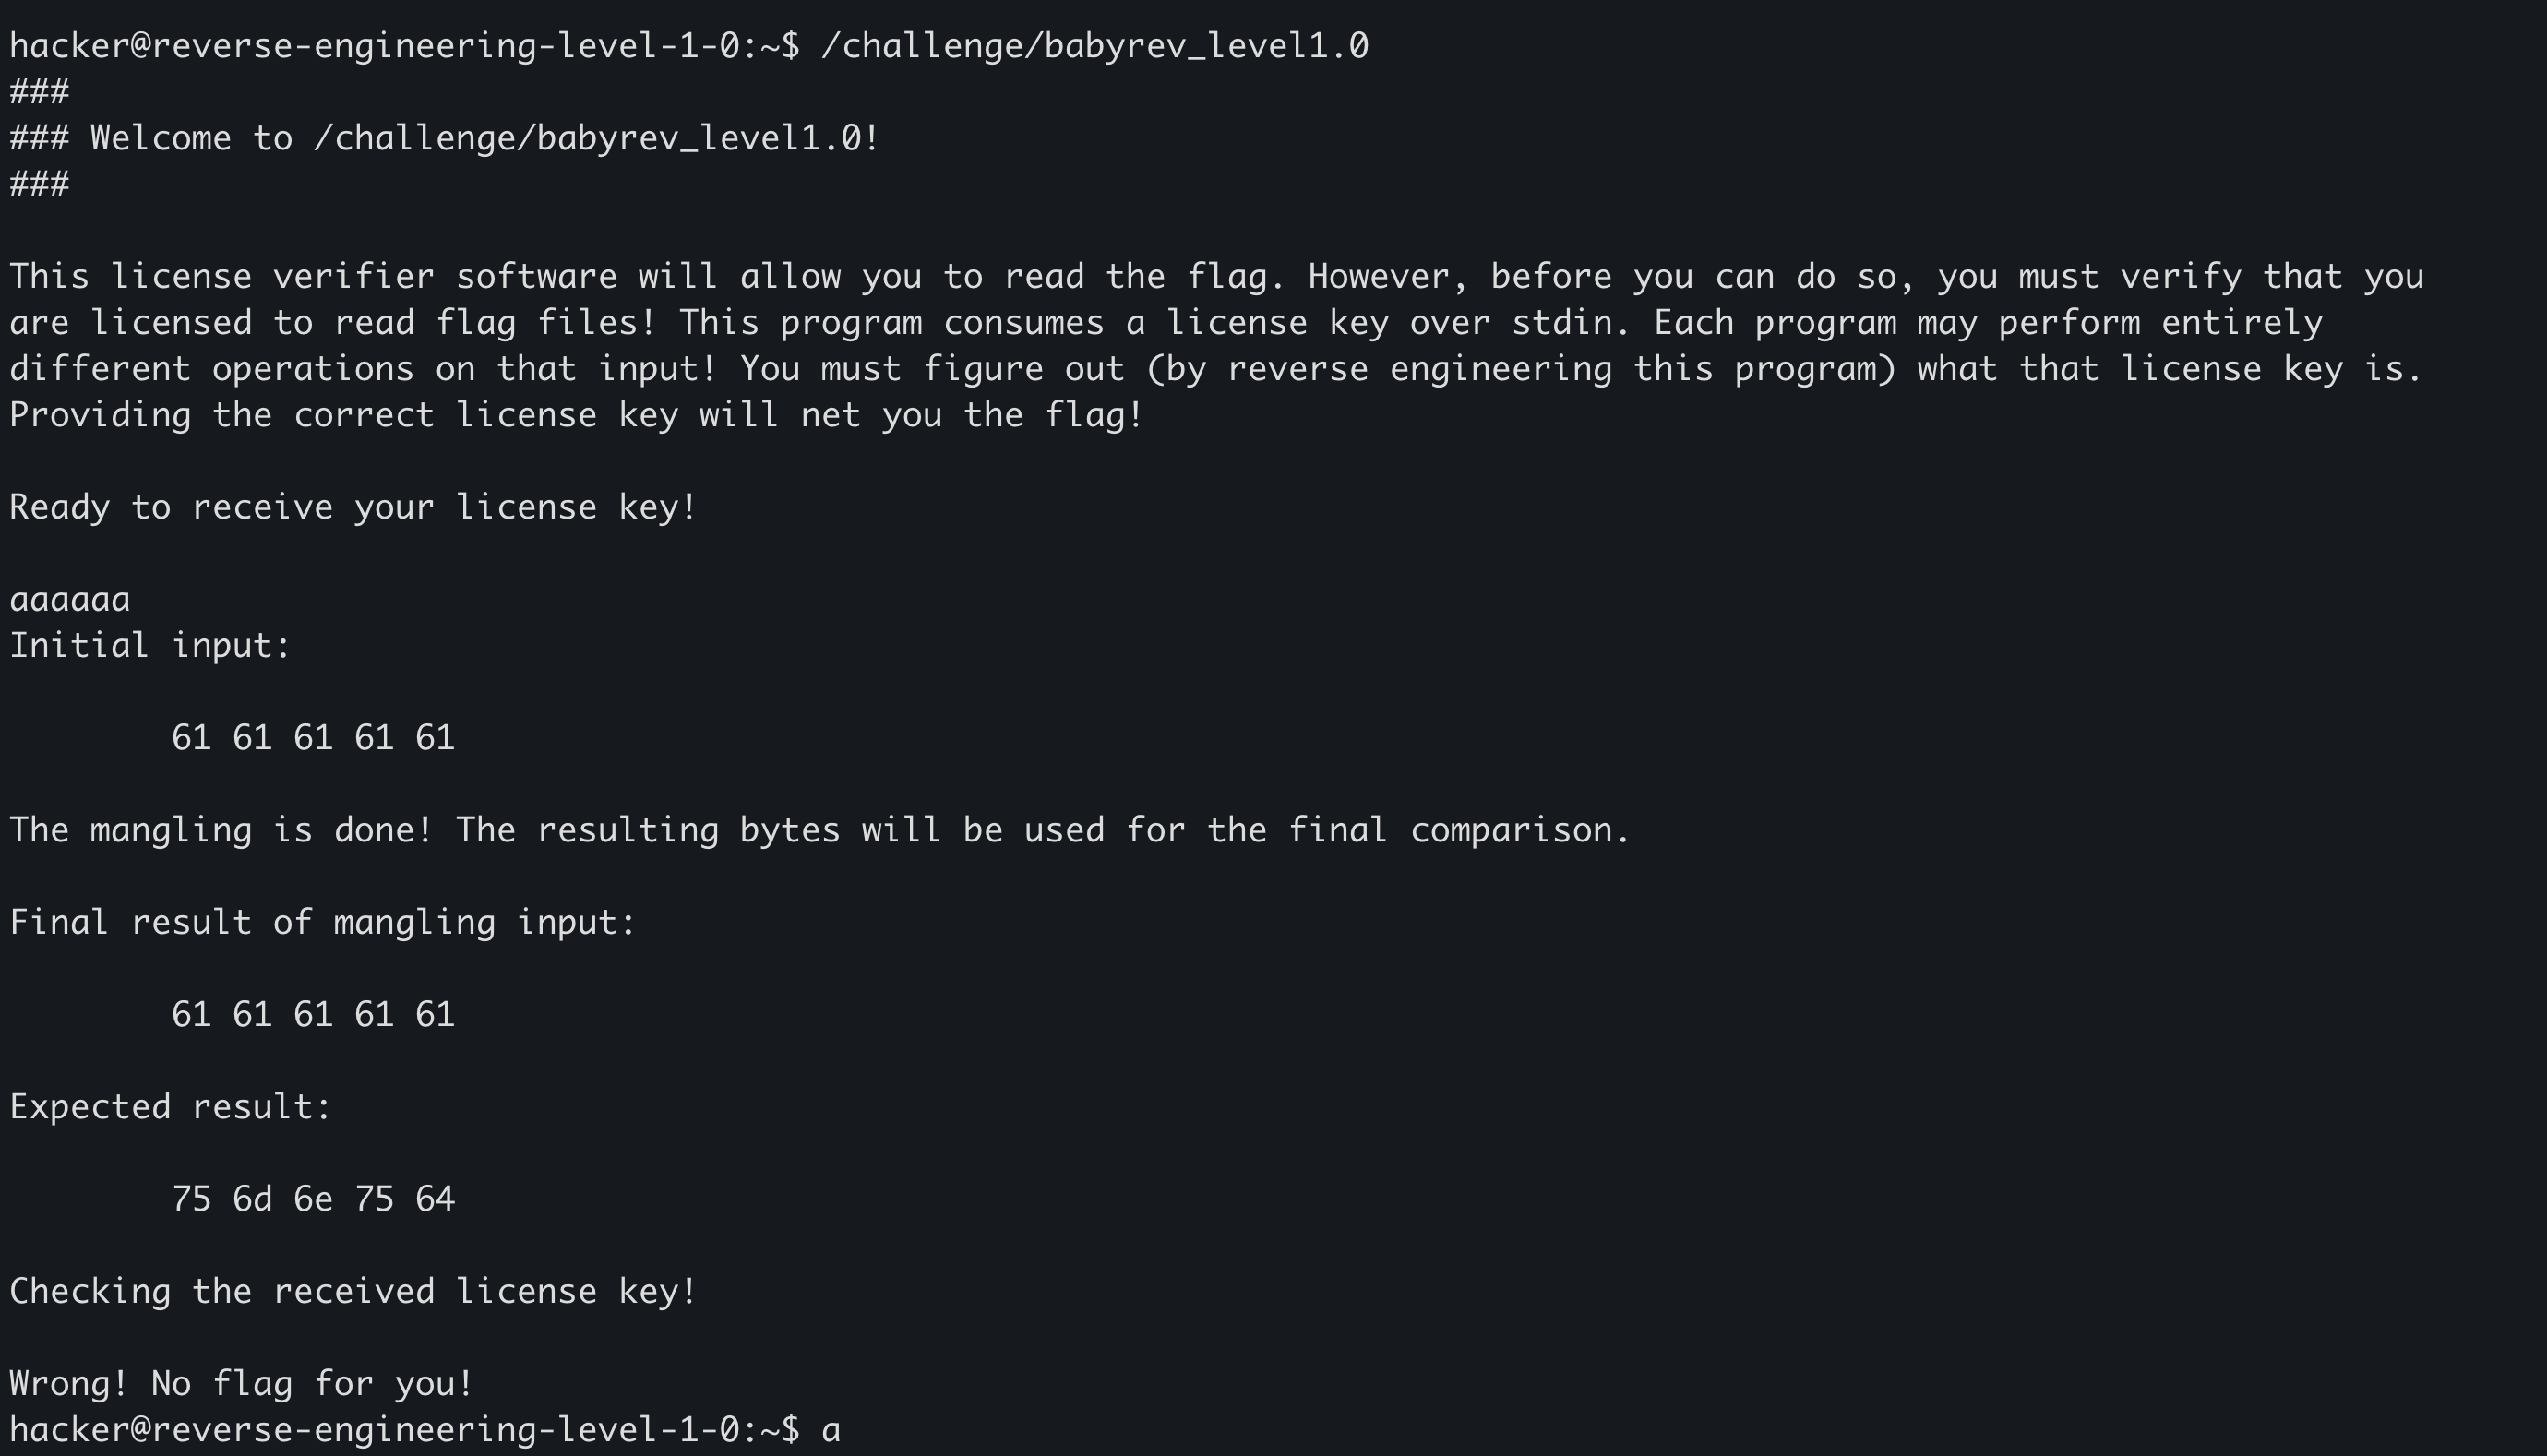 hacker@reverse-engineering-level-1-0:~$ /challenge/babyrev_level1.0
###
### Welcome to /challenge/babyrev_level1.0!
###
This license verifier software will allow you to read the flag. However, before you can do so, you must verify that you
are licensed to read flag files! This program consumes a license key over stdin. Each program may perform entirely
different operations on that input! You must figure out (by reverse engineering this program) what that license key is.
Providing the correct license key will net you the flag!
Ready to receive your license key!
aaaaaa
Initial input:
61 61 61 61 61
The mangling is done! The resulting bytes will be used for the final comparison.
Final result of mangling input:
61 61 61 61 61
Expected result:
75 6d 6e 75 64
Checking the received license key!
Wrong! No flag for you!
hacker@reverse-engineering-level-1-0:~$ a